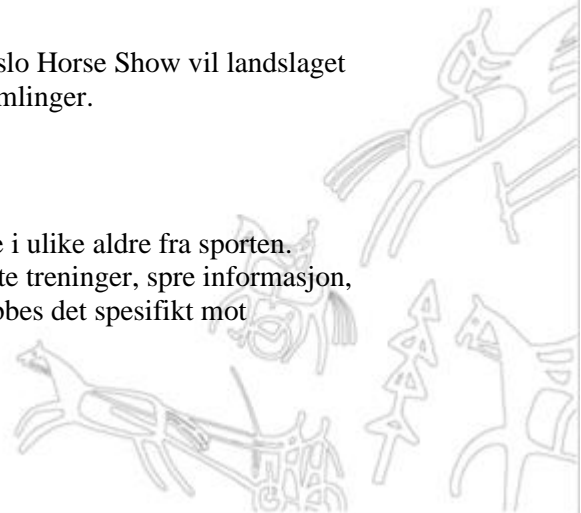 slo Horse Show vil landslaget
mlinger.
e i ulike aldre fra sporten.
te treninger, spre informasjon,
bbes det spesifikt mot